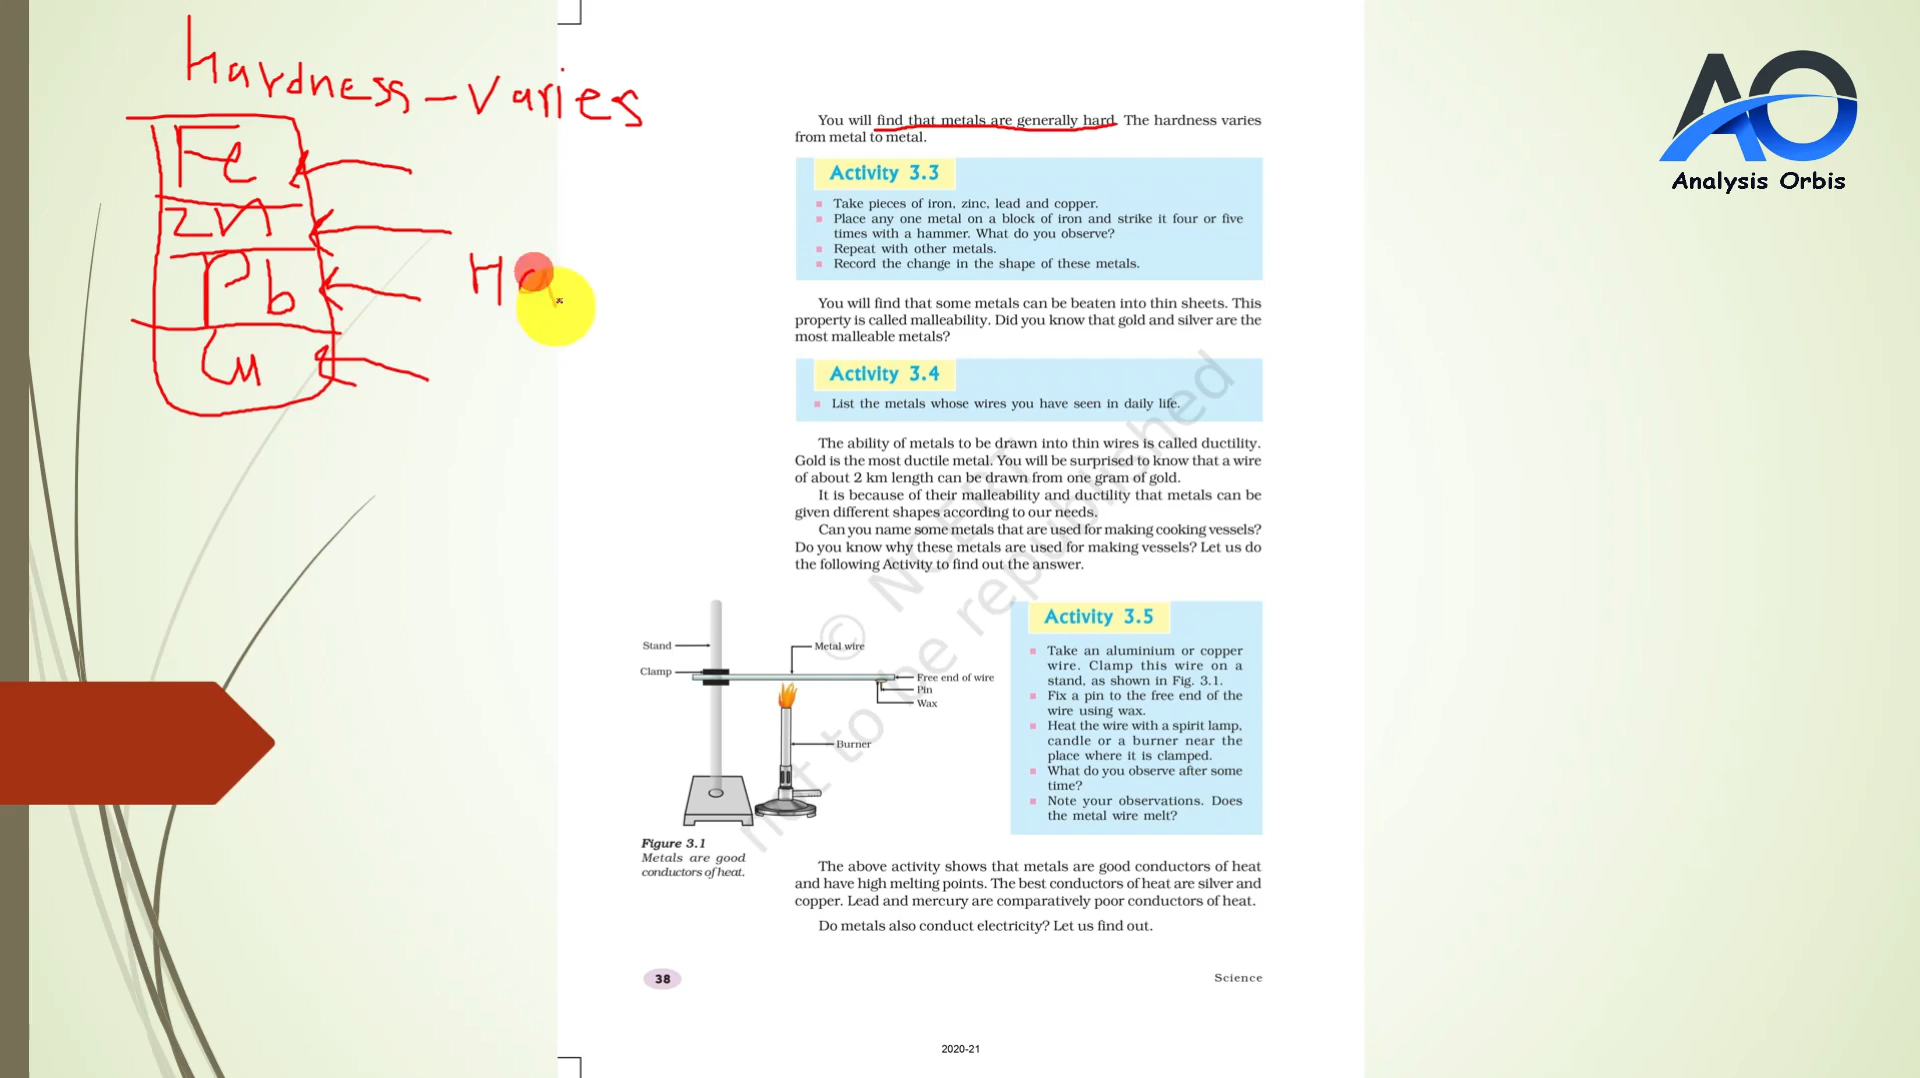 Hardness - Varies
Fe
Zn
Pb
Cu
H
You will find that metals are generally hard. The hardness varies
from metal to metal.
Activity 3.3
Take pieces of iron, zinc, lead and copper.
Place any one metal on a block of iron and strike it four or five
times with a hammer. What do you observe?
Repeat with other metals.
Record the change in the shape of these metals.
You will find that some metals can be beaten into thin sheets. This
property is called malleability. Did you know that gold and silver are the
most malleable metals?
Activity 3.4
List the metals whose wires you have seen in daily life.
The ability of metals to be drawn into thin wires is called ductility.
Gold is the most ductile metal. You will be surprised to know that a wire
of about 2 km length can be drawn from one gram of gold.
It is because of their malleability and ductility that metals can be
given different shapes according to our needs.
Can you name some metals that are used for making cooking vessels?
Do you know why these metals are used for making vessels? Let us do
the following Activity to find out the answer.
Stand
Clamp
Metal wire
Free end of wire
Pin
Wax
Burner
Figure 3.1
Metals are good
conductors of heat.
Activity 3.5
Take an aluminium or copper
wire. Clamp this wire on a
stand, as shown in Fig. 3.1.
Fix a pin to the free end of the
wire using wax.
Heat the wire with a spirit lamp,
candle or a burner near the
place where it is clamped.
What do you observe after some
time?
Note your observations. Does
the metal wire melt?
The above activity shows that metals are good conductors of heat
and have high melting points. The best conductors of heat are silver and
copper. Lead and mercury are comparatively poor conductors of heat.
Do metals also conduct electricity? Let us find out.
38
Science
2020-21
© NCERT
not to be republished
AO
Analysis Orbis